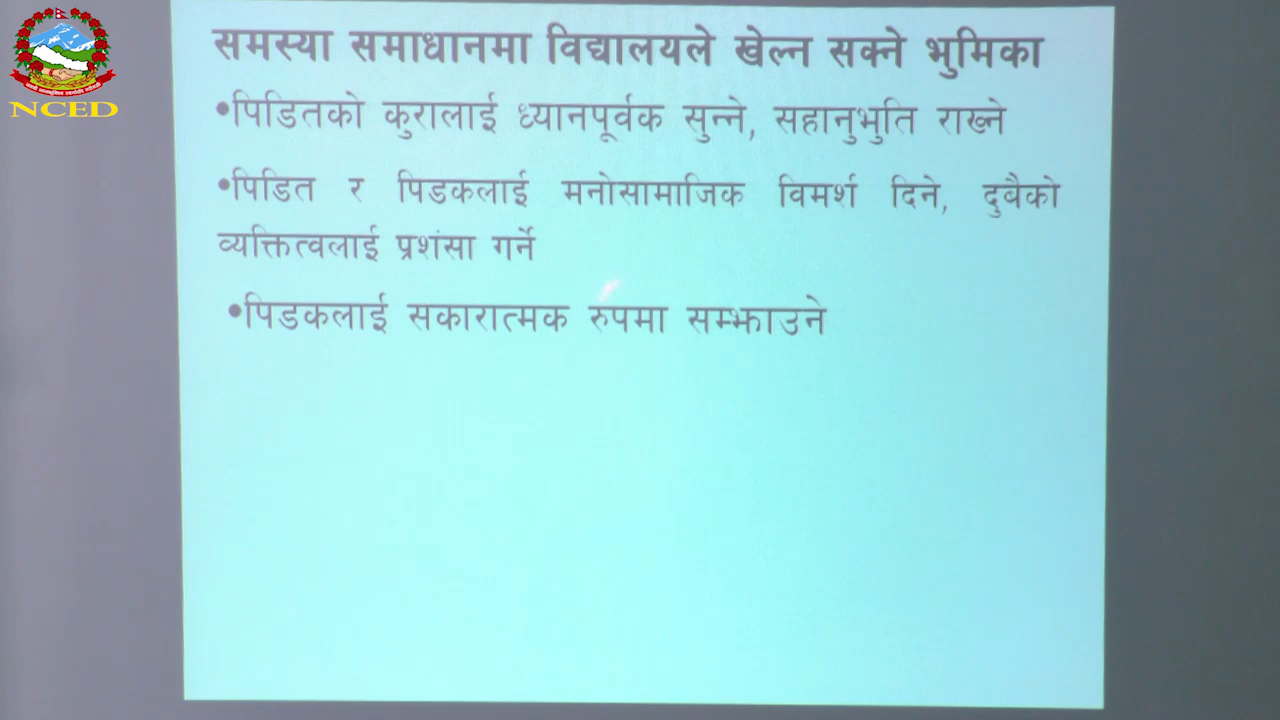 समस्या समाधानमा विद्यालयले खेल्न सक्ने भुमिका
•पिडितको कुरालाई ध्यानपूर्वक सुन्ने, सहानुभुति राख्ने
•पिडित र पिडकलाई मनोसामाजिक विमर्श दिने, दुबैको
व्यक्तित्वलाई प्रशंसा गर्ने
•पिडकलाई सकारात्मक रुपमा सम्झाउने
NCED